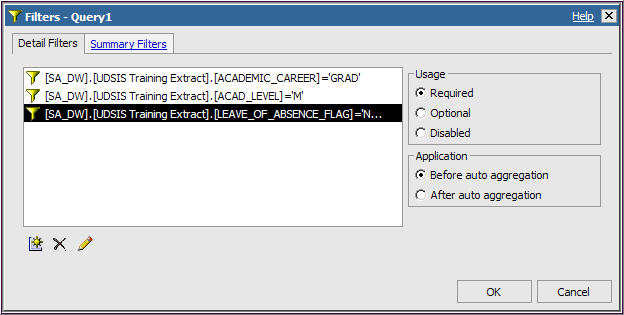 Filters - Query1
Help
Detail Filters
Summary Filters
[SA_DW].[UDSIS Training Extract].[ACADEMIC_CAREER]='GRAD'
[SA_DW].[UDSIS Training Extract].[ACAD_LEVEL]='M'
[SA_DW].[UDSIS Training Extract].[LEAVE_OF_ABSENCE_FLAG]='N...
Usage
Required
Optional
Disabled
Application
Before auto aggregation
After auto aggregation
OK
Cancel